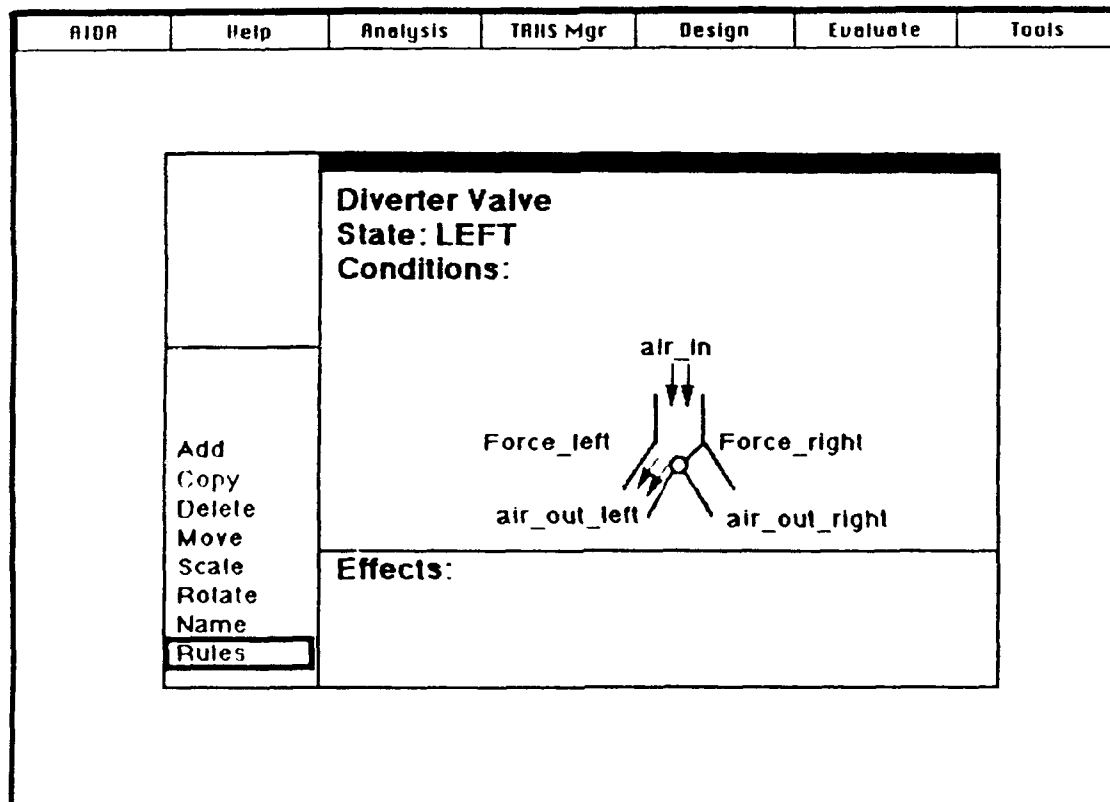 AIDA Help Analysis TRNS Mgr Design Evaluate Tools
Diverter Valve
State: LEFT
Conditions:
air_in
Force_left Force_right
air_out_left air_out_right
Effects:
Add
Copy
Delete
Move
Scale
Rotate
Name
Rules